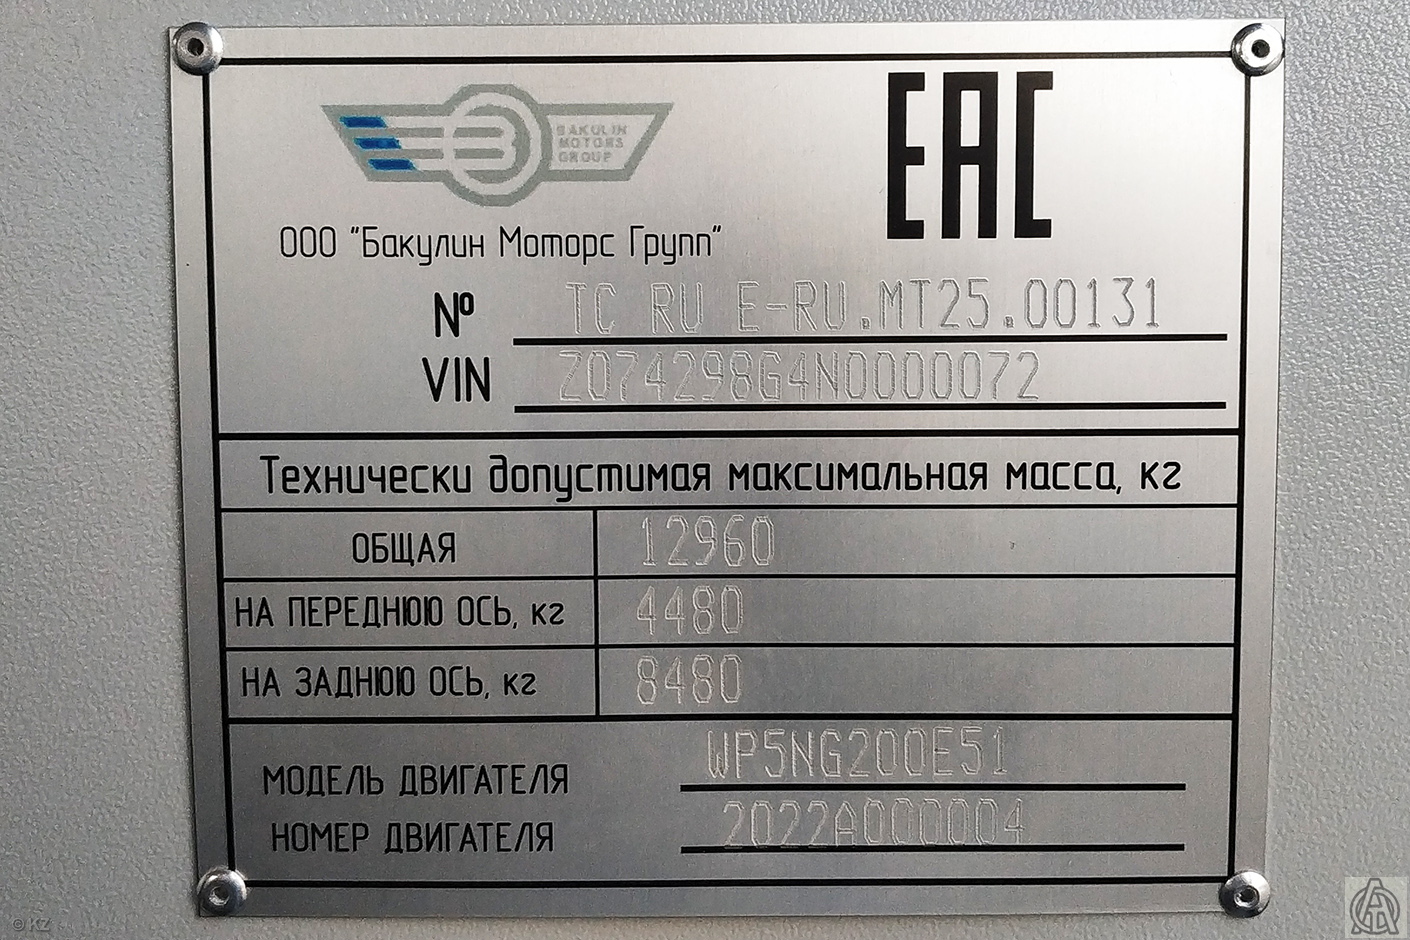 BAKULIN
MOTORS
GROUP
EAC
ООО "Бакулин Моторс Групп"
№ TC RU E-RU.MT25.00131
VIN Z074298G4N0000072
Технически допустимая максимальная масса, кг
ОБЩАЯ 12960
НА ПЕРЕДНЮЮ ОСЬ, кг 4480
НА ЗАДНЮЮ ОСЬ, кг 8480
МОДЕЛЬ ДВИГАТЕЛЯ WP5NG200E51
НОМЕР ДВИГАТЕЛЯ 2022A000004
© KZ